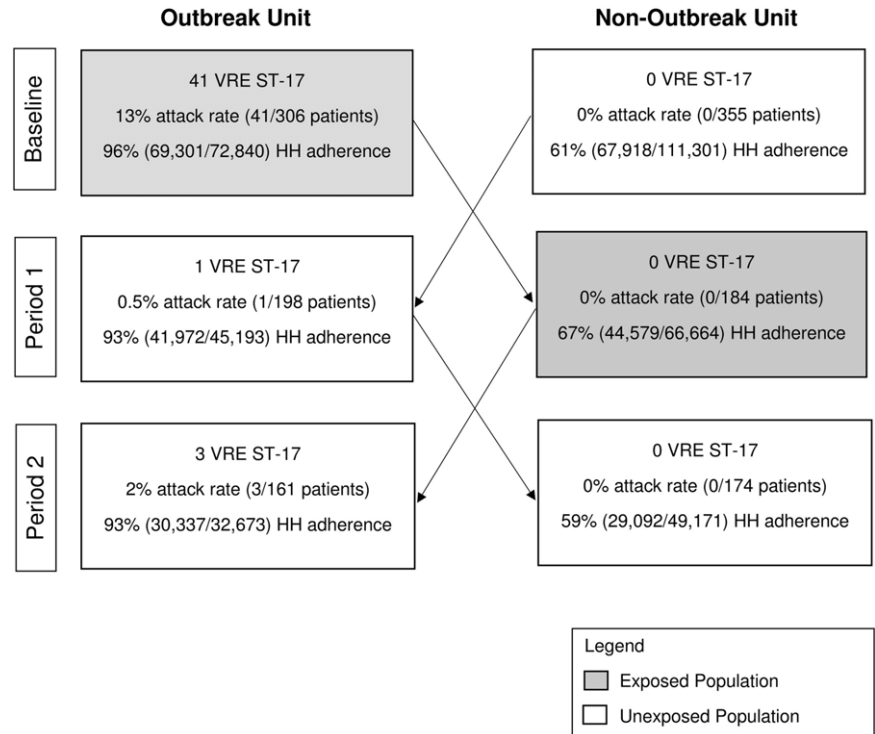 Outbreak Unit
Non-Outbreak Unit
Baseline
41 VRE ST-17
13% attack rate (41/306 patients)
96% (69,301/72,840) HH adherence
0 VRE ST-17
0% attack rate (0/355 patients)
61% (67,918/111,301) HH adherence
Period 1
1 VRE ST-17
0.5% attack rate (1/198 patients)
93% (41,972/45,193) HH adherence
0 VRE ST-17
0% attack rate (0/184 patients)
67% (44,579/66,664) HH adherence
Period 2
3 VRE ST-17
2% attack rate (3/161 patients)
93% (30,337/32,673) HH adherence
0 VRE ST-17
0% attack rate (0/174 patients)
59% (29,092/49,171) HH adherence
Legend
Exposed Population
Unexposed Population